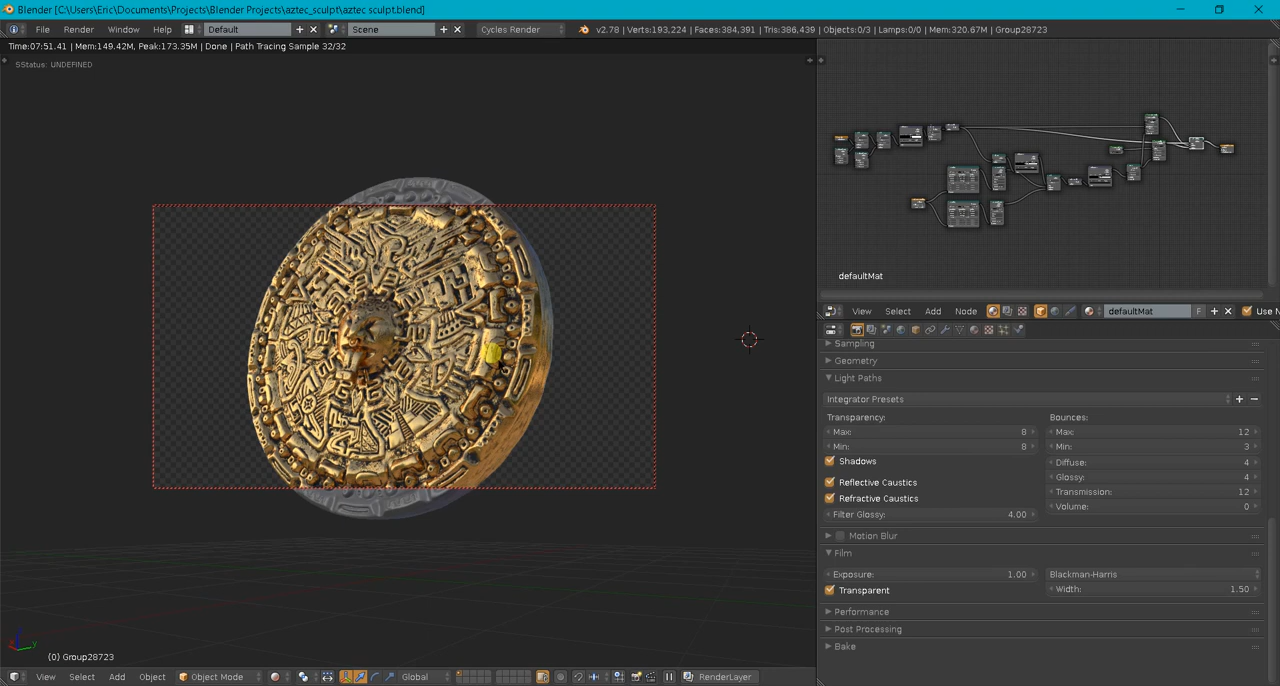 Blender [C:\Users\Eric\Documents\Projects\Blender Projects\aztec_sculpt\aztec sculpt.blend]
File Render Window Help Default Scene Cycles Render v2.78 | Verts:193,224 | Faces:384,391 | Tris:386,439 | Objects:0/3 | Lamps:0/0 | Mem:320.67M | Group28723
Time:07:51.41 | Mem:149.42M, Peak:173.35M | Done | Path Tracing Sample 32/32
SStatus: UNDEFINED
defaultMat
View Select Add Node defaultMat F Use N
Sampling
Geometry
Light Paths
Integrator Presets
Transparency: Bounces:
Max: 8 Max: 12
Min: 8 Min: 3
Shadows Diffuse: 4
Glossy: 4
Reflective Caustics
Transmission: 12
Refractive Caustics
Volume: 0
Filter Glossy: 4.00
Motion Blur
Film
Exposure: 1.00 Blackman-Harris
Transparent Width: 1.50
Performance
Post Processing
Bake
(0) Group28723
View Select Add Object Object Mode Global RenderLayer